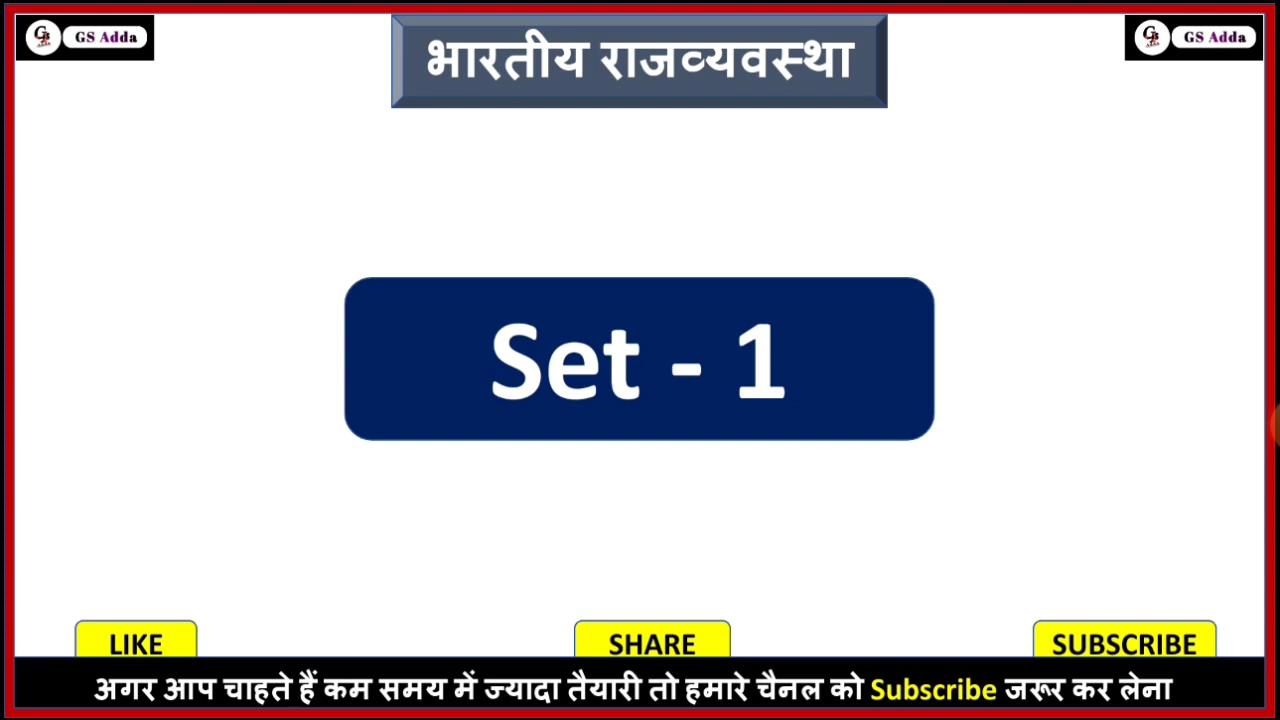 GS Adda
भारतीय राजव्यवस्था
GS Adda
Set - 1
LIKE
SHARE
SUBSCRIBE
अगर आप चाहते हैं कम समय में ज्यादा तैयारी तो हमारे चैनल को Subscribe जरूर कर लेना